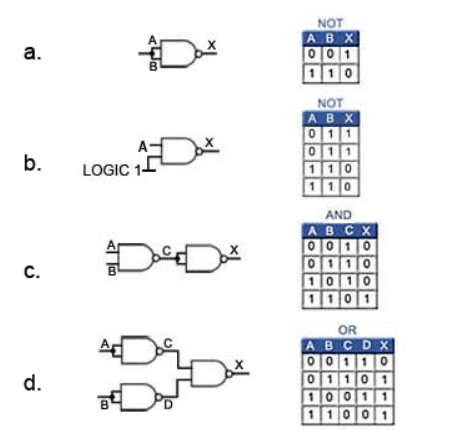 a.
A
B
X
NOT
A B X
0 0 1
1 1 0
b.
A
LOGIC 1
X
NOT
A B X
0 1 1
0 1 1
1 1 0
1 1 0
c.
A
B
C
X
AND
A B C X
0 0 1 0
0 1 1 0
1 0 1 0
1 1 0 1
d.
A
C
B
D
X
OR
A B C D X
0 0 1 1 0
0 1 1 0 1
1 0 0 1 1
1 1 0 0 1